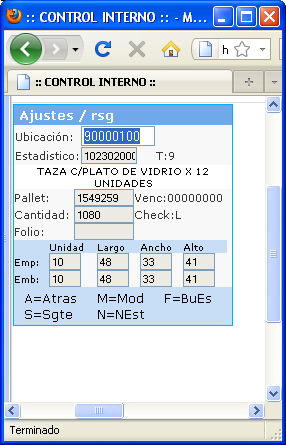 :: CONTROL INTERNO :: - M...
h
:: CONTROL INTERNO ::
Ajustes / rsg
Ubicación: 90000100
Estadistico: 102302000 T:9
TAZA C/PLATO DE VIDRIO X 12
UNIDADES
Pallet: 1549259 Venc:00000000
Cantidad: 1080 Check:L
Folio:
Unidad Largo Ancho Alto
Emp: 10 48 33 41
Emb: 10 48 33 41
A=Atras M=Mod F=BuEs
S=Sgte N=NEst
Terminado